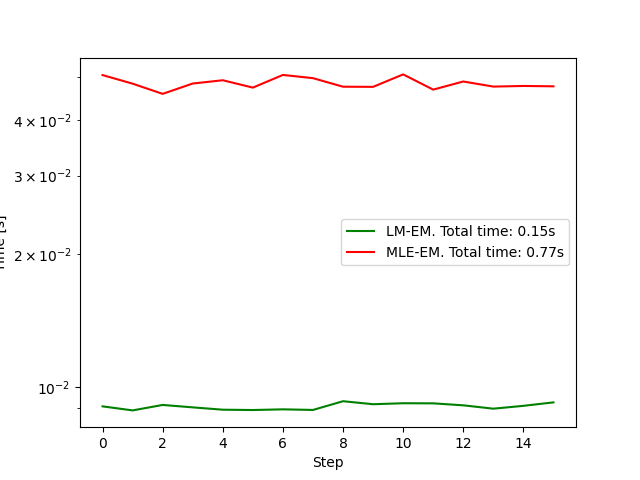 4 × 10⁻²
3 × 10⁻²
2 × 10⁻²
10⁻²
LM-EM. Total time: 0.15s
MLE-EM. Total time: 0.77s
0 2 4 6 8 10 12 14
Step